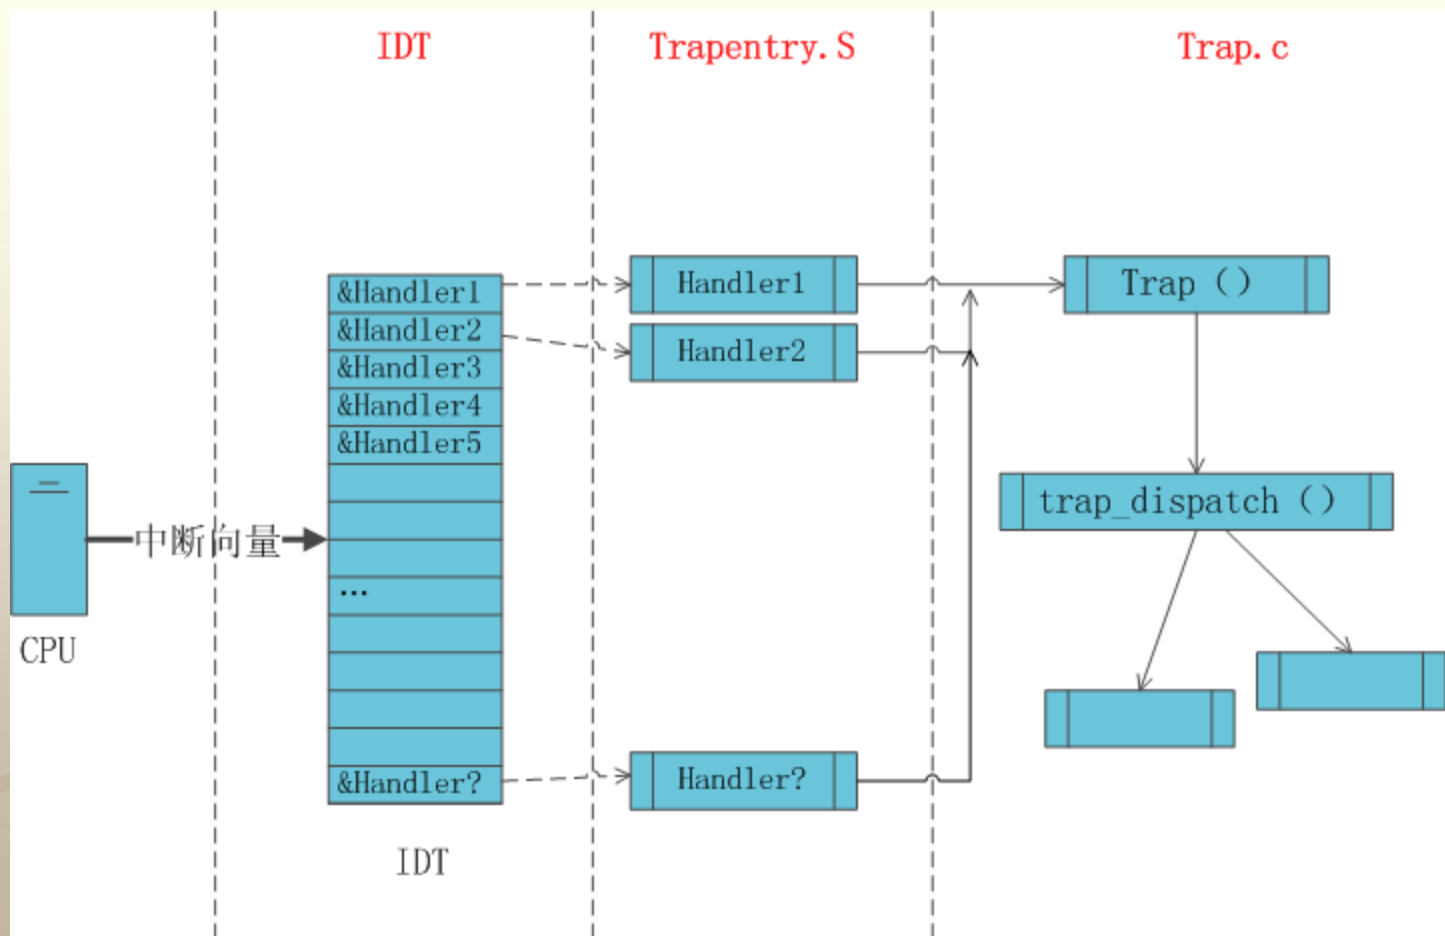 IDT
Trapentry.S
Trap.c
&Handler1
&Handler2
&Handler3
&Handler4
&Handler5
...
&Handler?
IDT
CPU
中断向量
Handler1
Handler2
Handler?
Trap ()
trap_dispatch ()